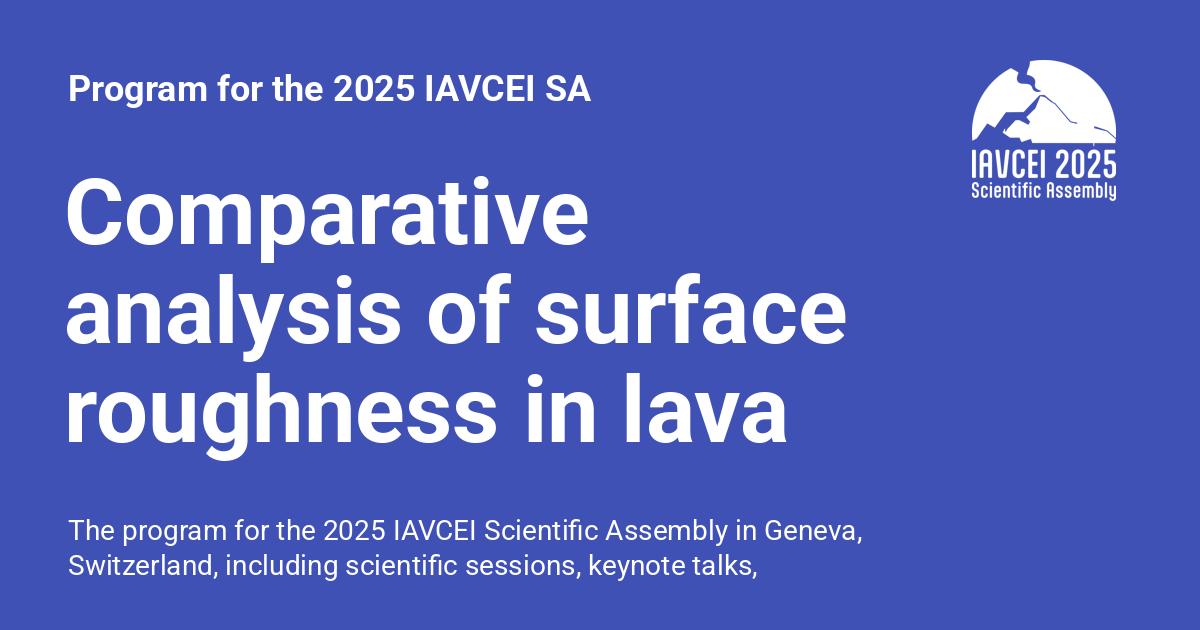 Program for the 2025 IAVCEI SA
IAVCEI 2025
Scientific Assembly
Comparative
analysis of surface
roughness in lava
The program for the 2025 IAVCEI Scientific Assembly in Geneva,
Switzerland, including scientific sessions, keynote talks,